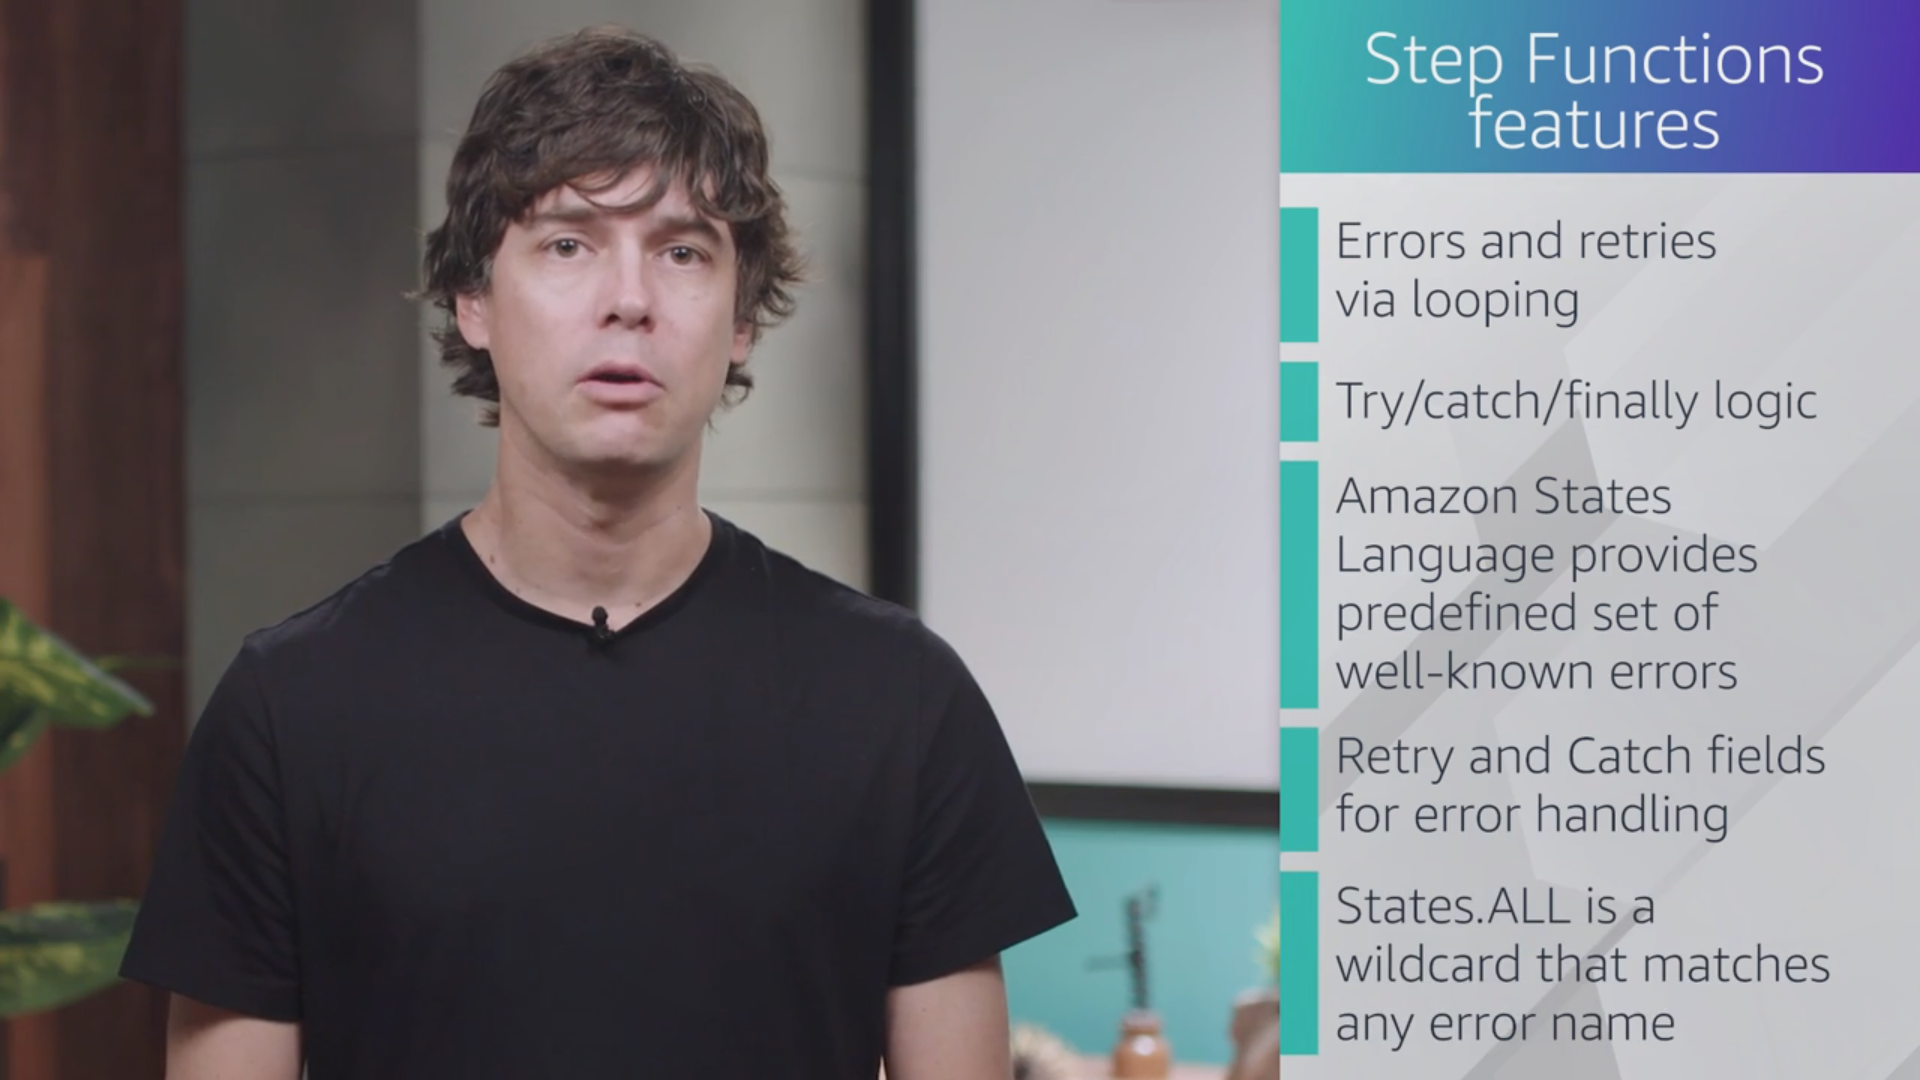 Step Functions
features
Errors and retries
via looping
Try/catch/finally logic
Amazon States
Language provides
predefined set of
well-known errors
Retry and Catch fields
for error handling
States.ALL is a
wildcard that matches
any error name